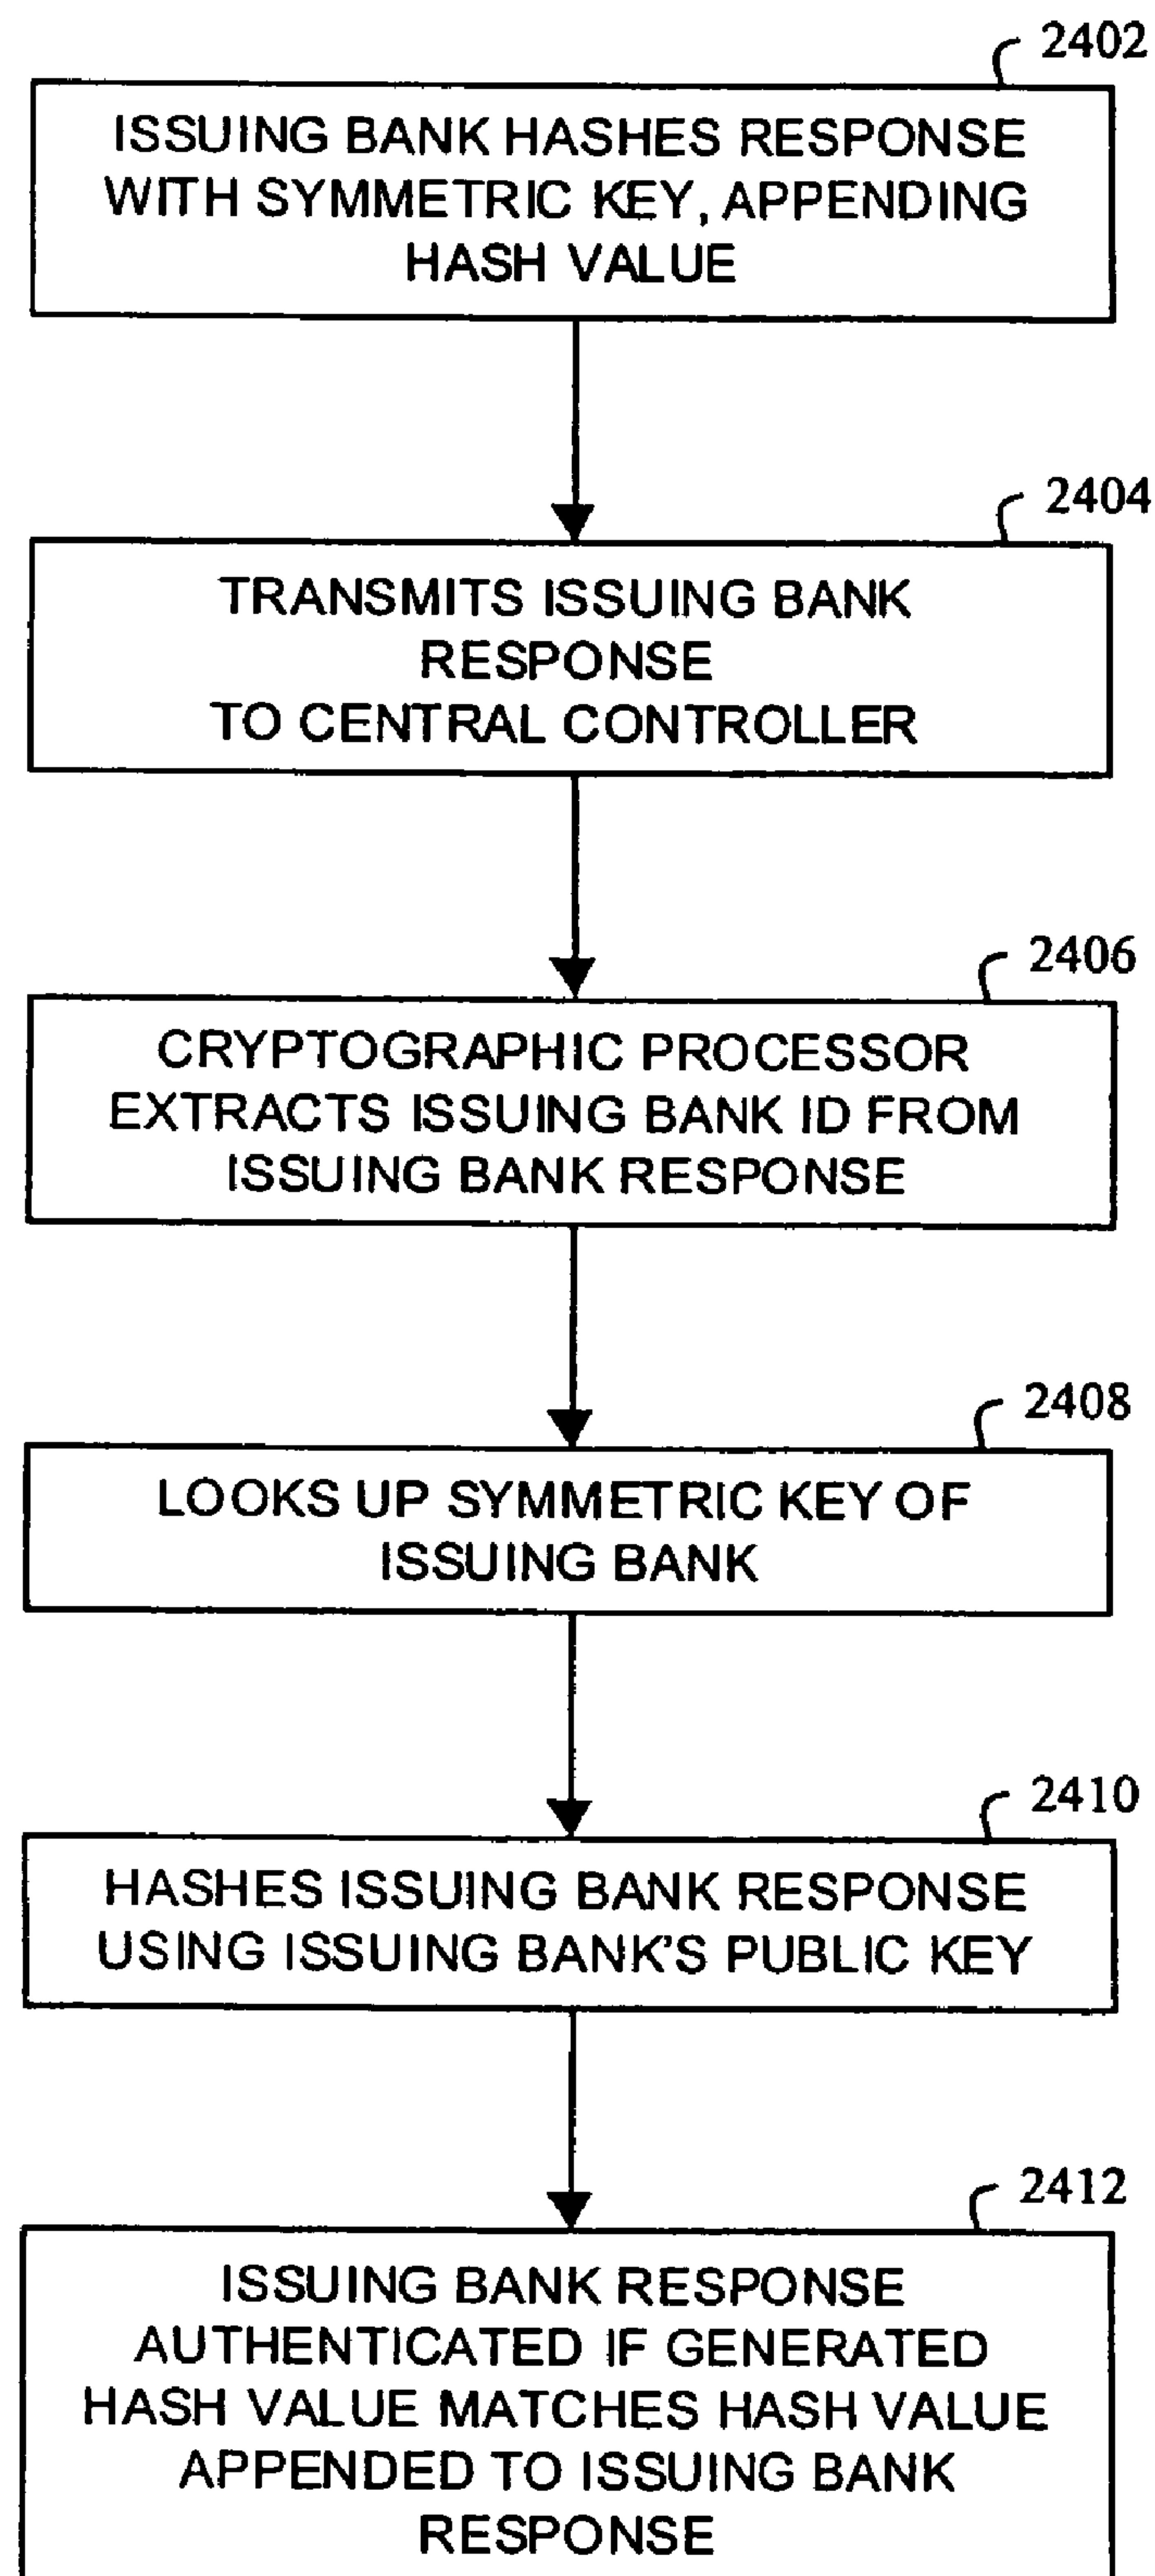 2402
ISSUING BANK HASHES RESPONSE
WITH SYMMETRIC KEY, APPENDING
HASH VALUE
2404
TRANSMITS ISSUING BANK
RESPONSE
TO CENTRAL CONTROLLER
2406
CRYPTOGRAPHIC PROCESSOR
EXTRACTS ISSUING BANK ID FROM
ISSUING BANK RESPONSE
2408
LOOKS UP SYMMETRIC KEY OF
ISSUING BANK
2410
HASHES ISSUING BANK RESPONSE
USING ISSUING BANK'S PUBLIC KEY
2412
ISSUING BANK RESPONSE
AUTHENTICATED IF GENERATED
HASH VALUE MATCHES HASH VALUE
APPENDED TO ISSUING BANK
RESPONSE